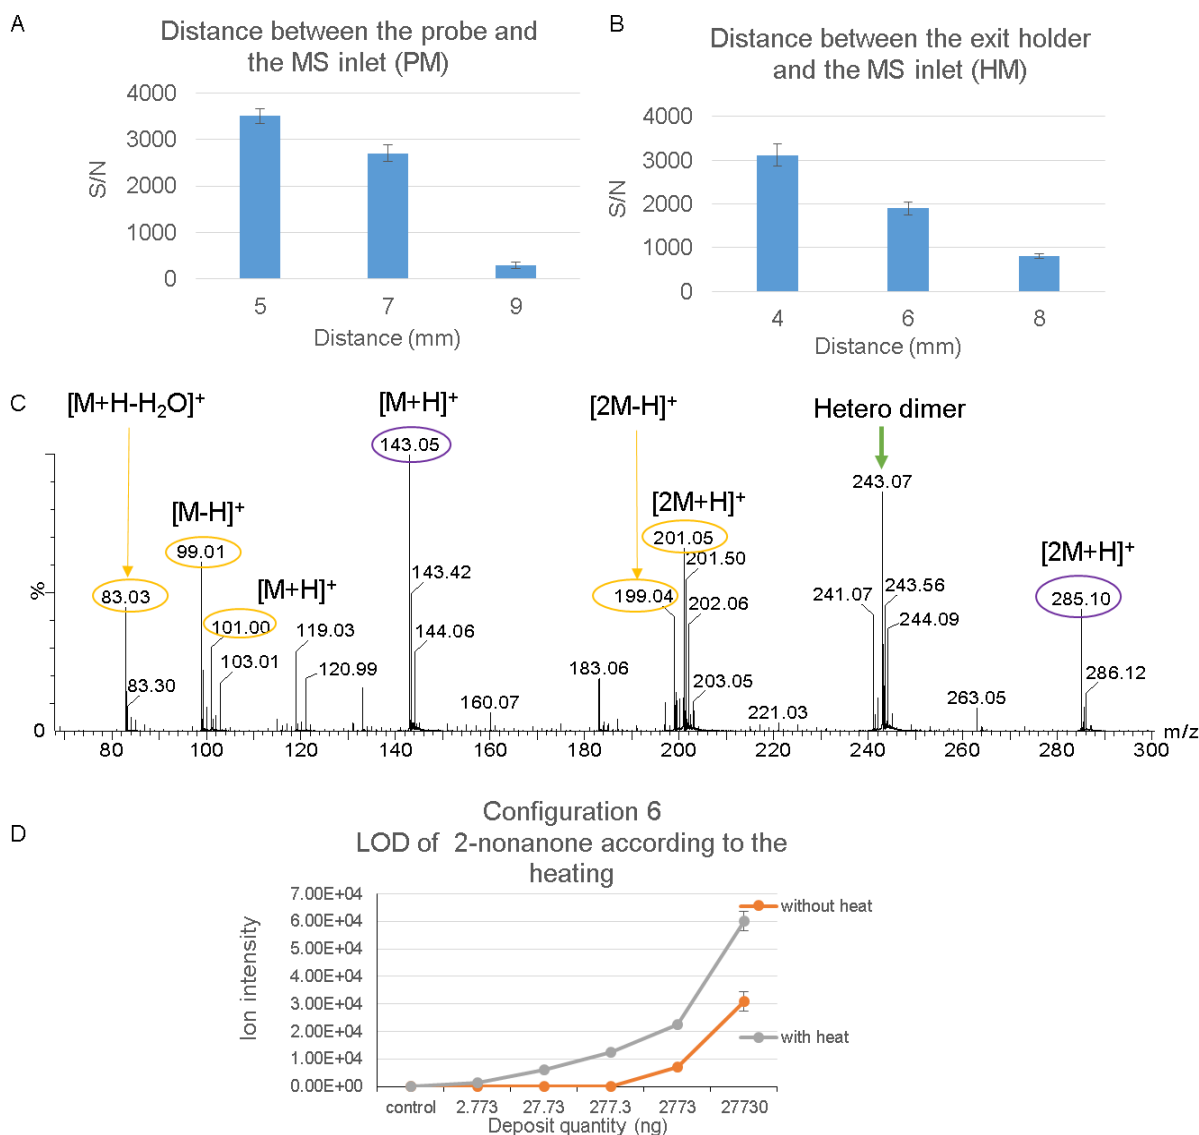 A
Distance between the probe and
the MS inlet (PM)
4000
3000
2000
1000
0
S/N
5 7 9
Distance (mm)
B
Distance between the exit holder
and the MS inlet (HM)
4000
3000
2000
1000
0
S/N
4 6 8
Distance (mm)
C
[M+H-H₂O]⁺
[M+H]⁺
[2M-H]⁺
Hetero dimer
143.05
243.07
[M-H]⁺
[2M+H]⁺
99.01
201.05
[2M+H]⁺
83.03
[M+H]⁺
143.42
199.04
201.50
241.07
243.56
285.10
101.00
119.03
144.06
202.06
244.09
103.01
120.99
183.06
286.12
83.30
160.07
203.05
221.03
263.05
%
0
80 100 120 140 160 180 200 220 240 260 280 300 m/z
D
Configuration 6
LOD of 2-nonanone according to the
heating
7.00E+04
6.00E+04
5.00E+04
4.00E+04
3.00E+04
2.00E+04
1.00E+04
0.00E+00
Ion intensity
without heat
with heat
control 2.773 27.73 277.3 2773 27730
Deposit quantity (ng)